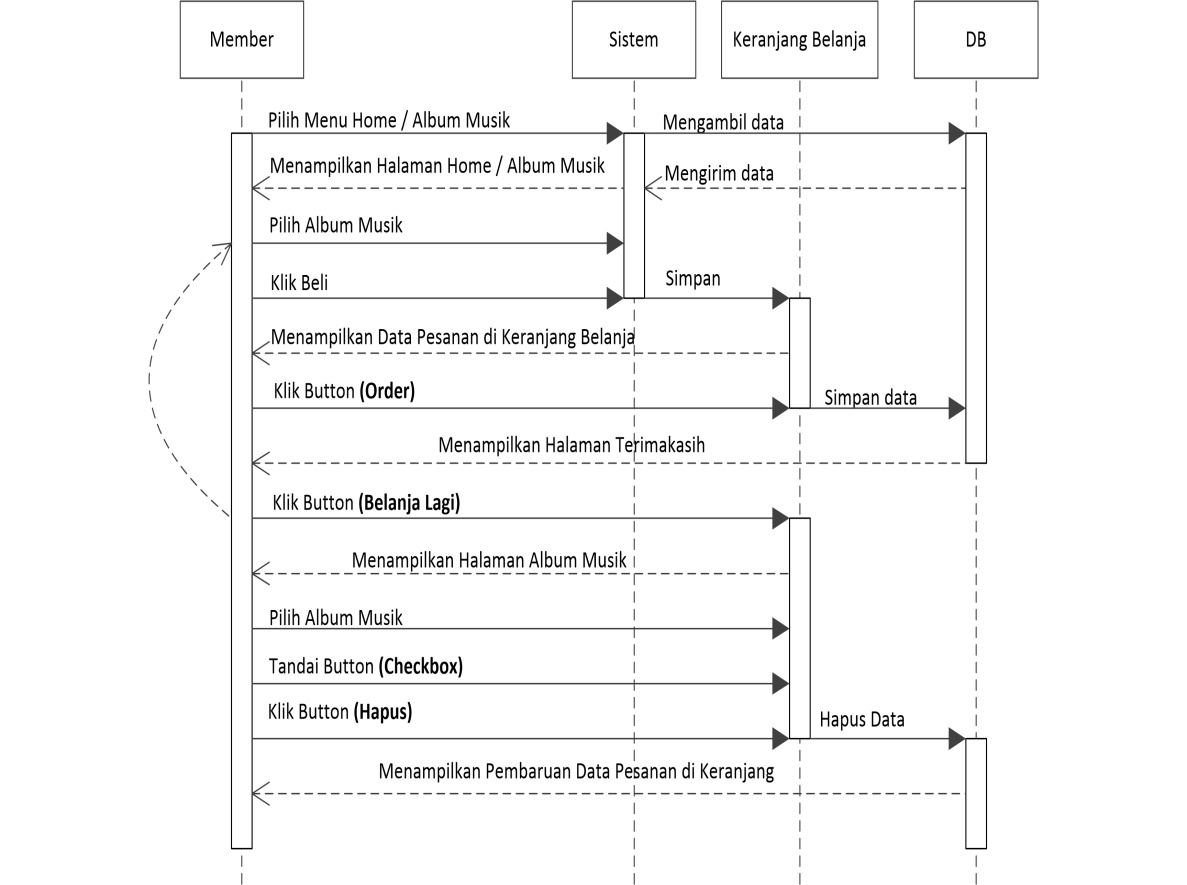 Member
Sistem
Keranjang Belanja
DB
Pilih Menu Home / Album Musik
Mengambil data
Menampilkan Halaman Home / Album Musik
Mengirim data
Pilih Album Musik
Klik Beli
Simpan
Menampilkan Data Pesanan di Keranjang Belanja
Klik Button (Order)
Simpan data
Menampilkan Halaman Terimakasih
Klik Button (Belanja Lagi)
Menampilkan Halaman Album Musik
Pilih Album Musik
Tandai Button (Checkbox)
Klik Button (Hapus)
Hapus Data
Menampilkan Pembaruan Data Pesanan di Keranjang